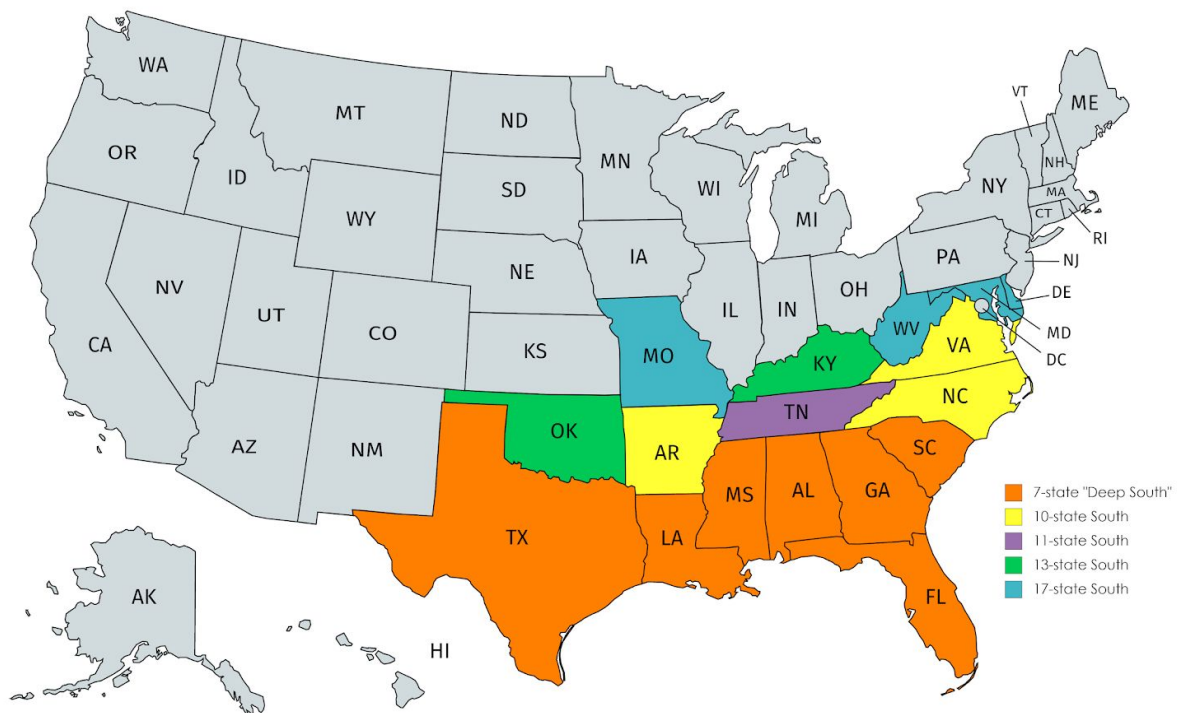 WA
MT
ND
MN
OR
ID
SD
WI
MI
VT
ME
NH
NY
MA
CT
RI
WY
IA
NE
PA
NJ
NV
UT
CO
IL
IN
OH
DE
MD
DC
CA
KS
MO
WV
VA
KY
NC
TN
AZ
NM
OK
AR
SC
MS
AL
GA
TX
LA
FL
AK
HI
7-state "Deep South"
10-state South
11-state South
13-state South
17-state South